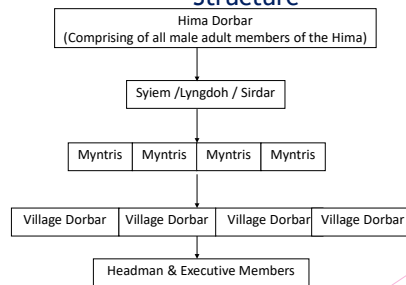 Structure
Hima Dorbar
(Comprising of all male adult members of the Hima)
Syiem /Lyngdoh / Sirdar
Myntris Myntris Myntris Myntris
Village Dorbar Village Dorbar Village Dorbar Village Dorbar
Headman & Executive Members